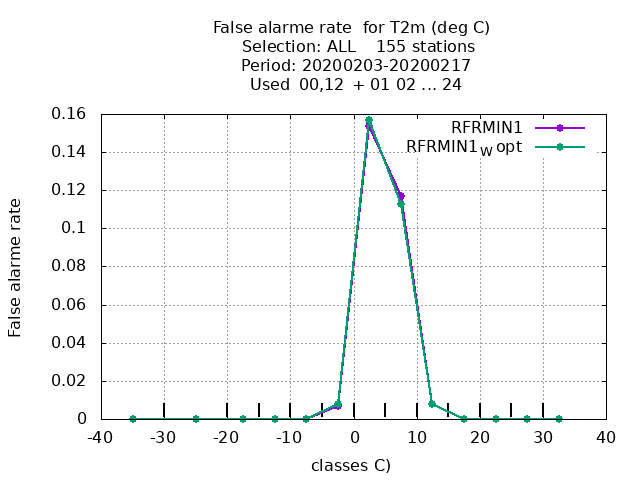 False alarme rate  for T2m (deg C)
Selection: ALL    155 stations
Period: 20200203-20200217
Used  00,12  + 01 02 ... 24
RFRMIN1
RFRMIN1W opt
0.16
0.14
0.12
0.1
0.08
0.06
0.04
0.02
0
False alarme rate
-40 -30 -20 -10 0 10 20 30 40
classes C)